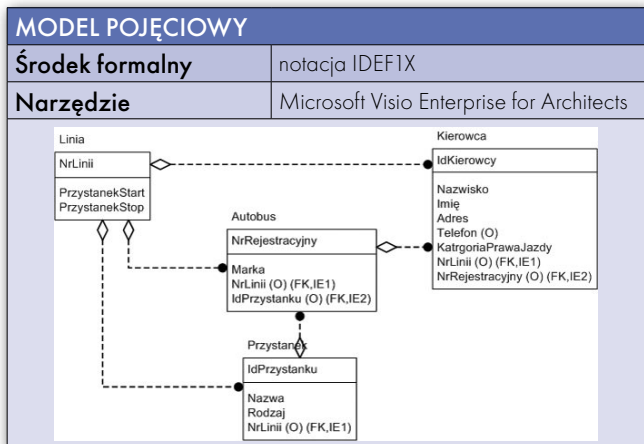 MODEL POJĘCIOWY
Środek formalny notacja IDEF1X
Narzędzie Microsoft Visio Enterprise for Architects
Linia
NrLinii
PrzystanekStart
PrzystanekStop
Kierowca
IdKierowcy
Nazwisko
Imię
Adres
Telefon (O)
KatrgoriaPrawaJazdy
NrLinii (O) (FK,IE1)
NrRejestracyjny (O) (FK,IE2)
Autobus
NrRejestracyjny
Marka
NrLinii (O) (FK,IE1)
IdPrzystanku (O) (FK,IE2)
Przystanek
IdPrzystanku
Nazwa
Rodzaj
NrLinii (O) (FK,IE1)